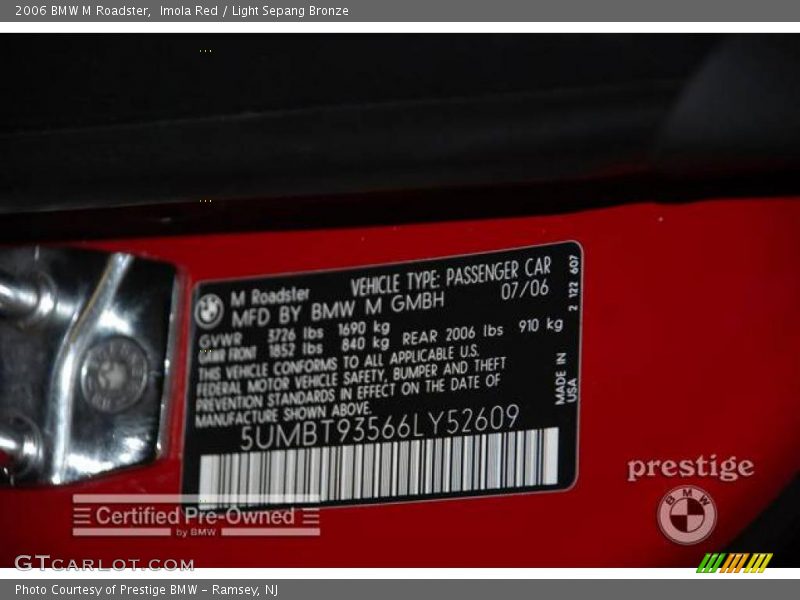 2006 BMW M Roadster, Imola Red / Light Sepang Bronze
M Roadster VEHICLE TYPE: PASSENGER CAR
MFD BY BMW M GMBH 07/06
GVWR 3726 lbs 1690 kg
GAWR FRONT 1852 lbs 840 kg REAR 2006 lbs 910 kg
THIS VEHICLE CONFORMS TO ALL APPLICABLE U.S.
FEDERAL MOTOR VEHICLE SAFETY, BUMPER AND THEFT
PREVENTION STANDARDS IN EFFECT ON THE DATE OF
MANUFACTURE SHOWN ABOVE.
5UMBT93566LY52609
2 122 607
MADE IN
USA
prestige
BMW
Certified Pre-Owned
by BMW
GTCARLOT.COM
Photo Courtesy of Prestige BMW - Ramsey, NJ